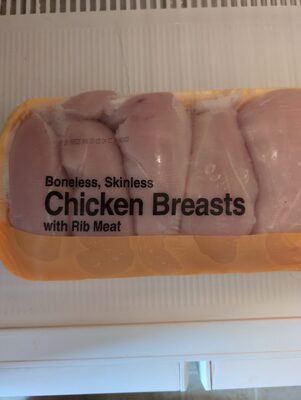 Boneless, Skinless
Chicken Breasts
with Rib Meat